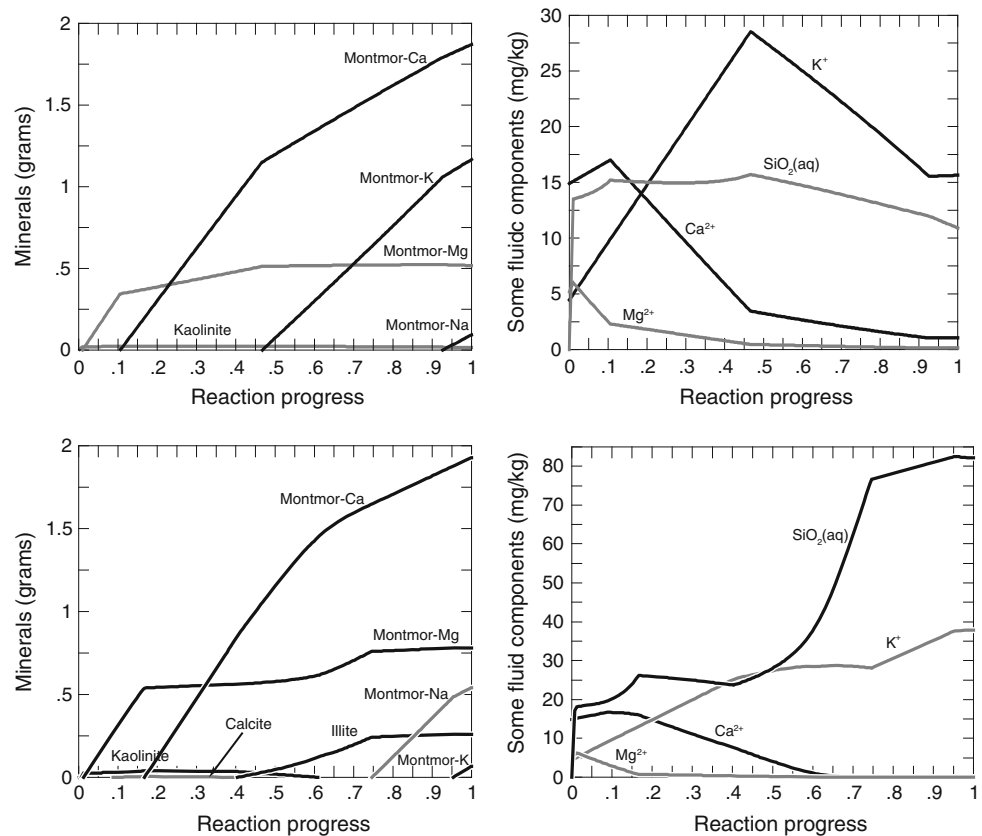 2
1.5
1
.5
0
Minerals (grams)
Montmor-Ca
Montmor-K
Montmor-Mg
Kaolinite
Montmor-Na
0 .1 .2 .3 .4 .5 .6 .7 .8 .9 1
Reaction progress
30
25
20
15
10
5
0
Some fluidc omponents (mg/kg)
K⁺
SiO₂(aq)
Ca²⁺
Mg²⁺
0 .1 .2 .3 .4 .5 .6 .7 .8 .9 1
Reaction progress
2
1.5
1
.5
0
Minerals (grams)
Montmor-Ca
Montmor-Mg
Montmor-Na
Calcite
Illite
Kaolinite
Montmor-K
0 .1 .2 .3 .4 .5 .6 .7 .8 .9 1
Reaction progress
80
70
60
50
40
30
20
10
0
Some fluid components (mg/kg)
SiO₂(aq)
K⁺
Ca²⁺
Mg²⁺
0 .1 .2 .3 .4 .5 .6 .7 .8 .9 1
Reaction progress